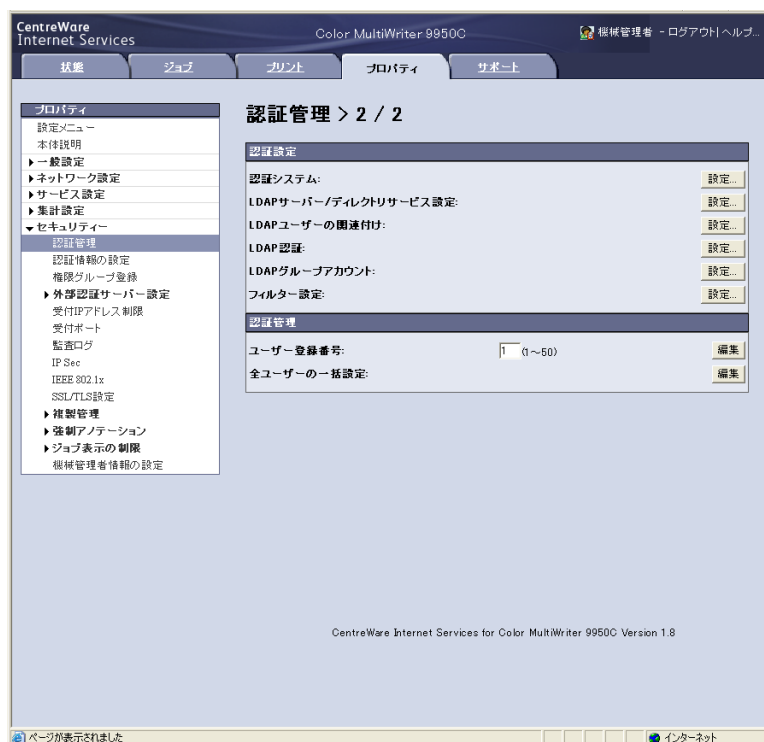 CentreWare
Internet Services
Color MultiWriter 9950C
機械管理者 - ログアウト|ヘルプ...
状態
ジョブ
プリント
プロパティ
サポート
プロパティ
設定メニュー
本体説明
一般設定
ネットワーク設定
サービス設定
集計設定
セキュリティー
認証管理
認証情報の設定
権限グループ登録
外部認証サーバー設定
受付IPアドレス制限
受付ポート
監査ログ
IP Sec
IEEE 802.1x
SSL/TLS設定
複製管理
強制アノテーション
ジョブ表示の制限
機械管理者情報の設定
認証管理 > 2 / 2
認証設定
認証システム: 設定...
LDAPサーバー/ディレクトリサービス設定: 設定...
LDAPユーザーの関連付け: 設定...
LDAP認証: 設定...
LDAPグループアカウント: 設定...
フィルター設定: 設定...
認証管理
ユーザー登録番号: 1 (1~50) 編集
全ユーザーの一括設定: 編集
CentreWare Internet Services for Color MultiWriter 9950C Version 1.8
ページが表示されました
インターネット